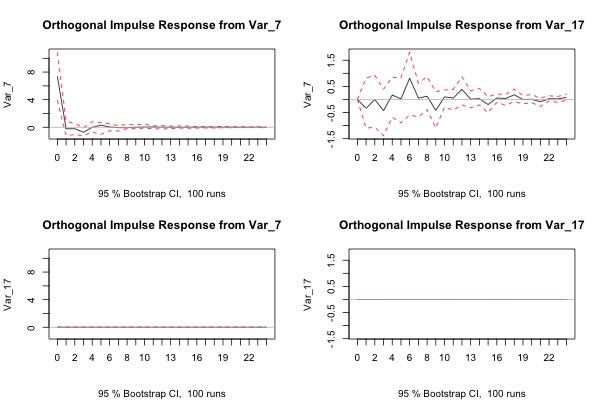 Orthogonal Impulse Response from Var_7
Var_7
0 4 8
0 2 4 6 8 10 13 16 19 22
95 % Bootstrap CI, 100 runs
Orthogonal Impulse Response from Var_17
Var_7
-1.5 -0.5 0.5 1.5
0 2 4 6 8 10 13 16 19 22
95 % Bootstrap CI, 100 runs
Orthogonal Impulse Response from Var_7
Var_17
0 4 8
0 2 4 6 8 10 13 16 19 22
95 % Bootstrap CI, 100 runs
Orthogonal Impulse Response from Var_17
Var_17
-1.5 -0.5 0.5 1.5
0 2 4 6 8 10 13 16 19 22
95 % Bootstrap CI, 100 runs